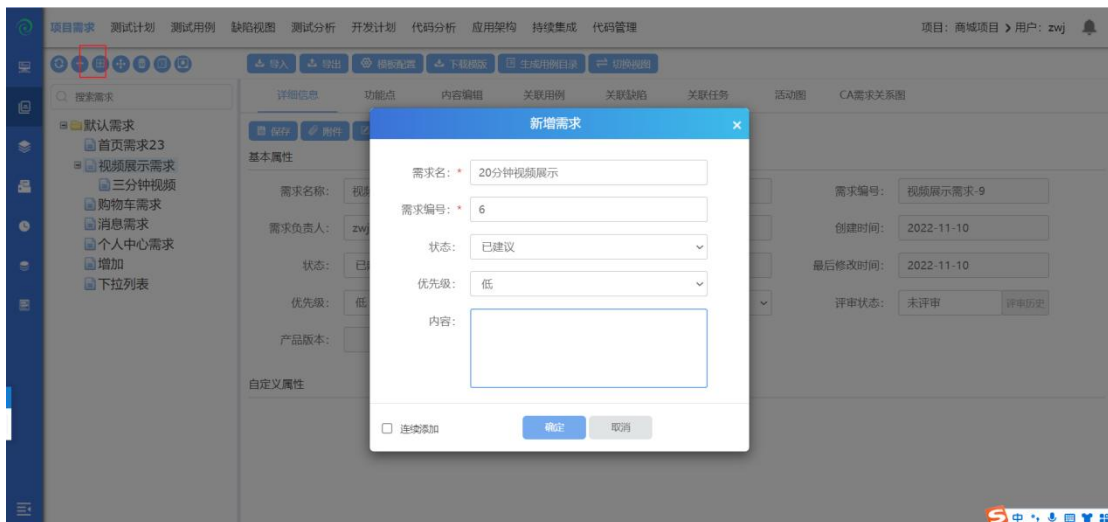 项目需求 测试计划 测试用例 缺陷视图 测试分析 开发计划 代码分析 应用架构 持续集成 代码管理 项目：商城项目 用户：zwj
导入 导出 模板配置 下载模版 生成用例目录 切换视图
搜索需求
详细信息 功能点 内容编辑 关联用例 关联缺陷 关联任务 活动图 CA需求关系图
默认需求
首页需求23
视频展示需求
三分钟视频
购物车需求
消息需求
个人中心需求
增加
下拉列表
保存 附件
基本属性
需求名称： 视频
需求编号： 视频展示需求-9
需求负责人： zwj
创建时间： 2022-11-10
状态： 已
最后修改时间： 2022-11-10
优先级： 低
评审状态： 未评审 评审历史
产品版本：
自定义属性
新增需求 ×
需求名： * 20分钟视频展示
需求编号： * 6
状态： 已建议
优先级： 低
内容：
连续添加 确定 取消
S 中